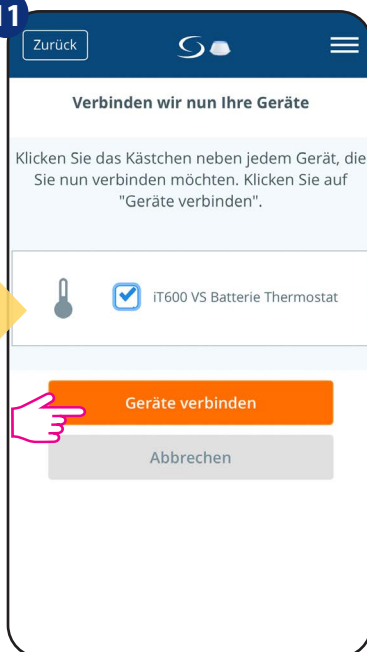 11
Zurück
Verbinden wir nun Ihre Geräte
Klicken Sie das Kästchen neben jedem Gerät, die
Sie nun verbinden möchten. Klicken Sie auf
"Geräte verbinden".
iT600 VS Batterie Thermostat
Geräte verbinden
Abbrechen